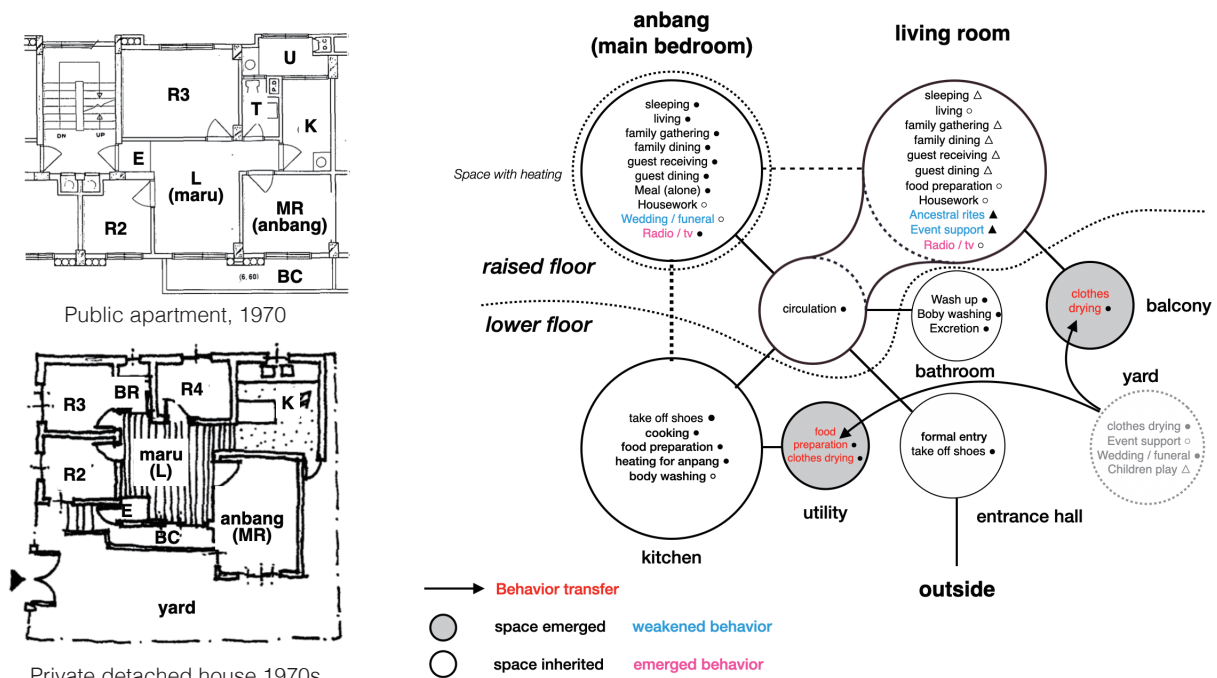 U
R3
T
K
DN
UP
E
L
(maru)
R2
MR
(anbang)
(6, 60)
BC
Public apartment, 1970
BR
R4
R3
K
maru
(L)
R2
E
anbang
(MR)
BC
yard
Private detached house 1970s
anbang
(main bedroom)
sleeping ●
living ●
family gathering ●
family dining ●
guest receiving ●
guest dining ●
Meal (alone) ●
Housework ○
Wedding / funeral ○
Radio / tv ●
Space with heating
living room
sleeping △
living ○
family gathering △
family dining △
guest receiving △
guest dining △
food preparation ○
Housework ○
Ancestral rites ▲
Event support ▲
Radio / tv ○
raised floor
lower floor
circulation ●
Wash up ●
Boby washing ●
Excretion ●
bathroom
clothes
drying ●
balcony
yard
clothes drying ●
Event support ○
Wedding / funeral ●
Children play △
take off shoes ●
cooking ●
food preparation ●
heating for anpang ●
body washing ○
kitchen
food
preparation ●
clothes drying ●
utility
formal entry
take off shoes ●
entrance hall
outside
Behavior transfer
space emerged
weakened behavior
space inherited
emerged behavior